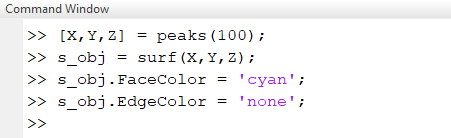 Command Window
>> [X,Y,Z] = peaks(100);
>> s_obj = surf(X,Y,Z);
>> s_obj.FaceColor = 'cyan';
>> s_obj.EdgeColor = 'none';
>>